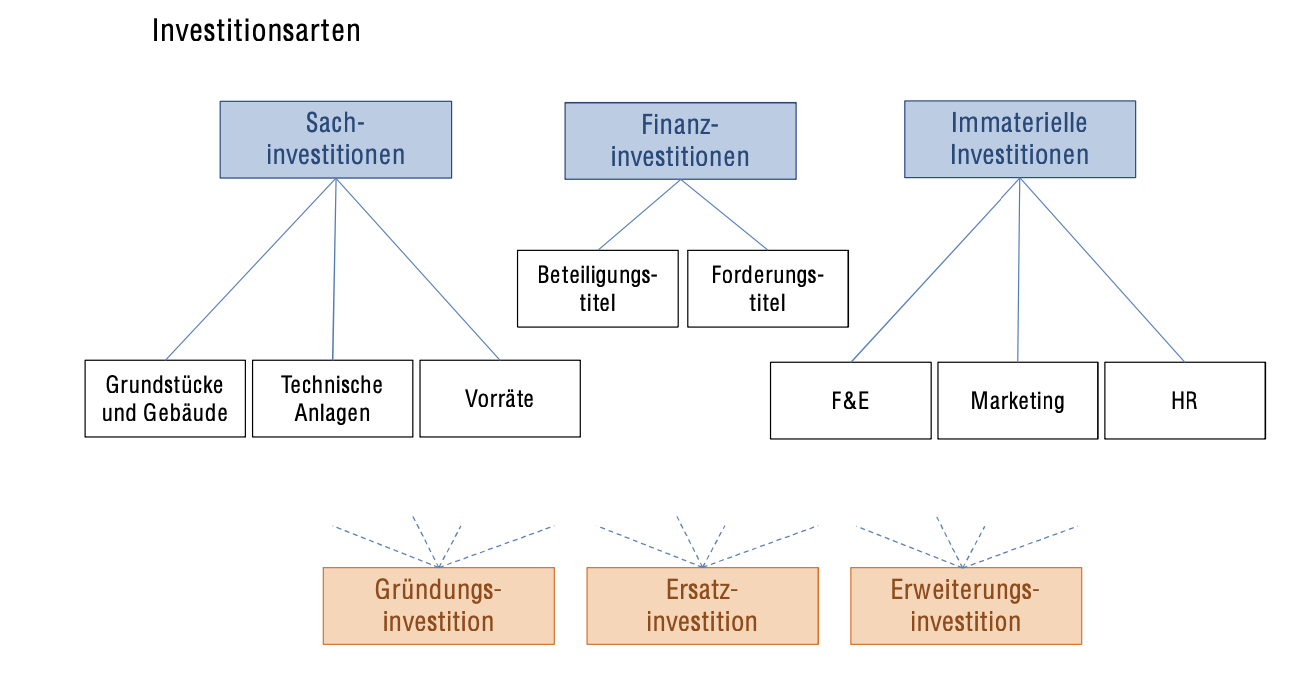 Investitionsarten
Sach-
investitionen
Finanz-
investitionen
Immaterielle
Investitionen
Beteiligungs-
titel
Forderungs-
titel
Grundstücke
und Gebäude
Technische
Anlagen
Vorräte
F&E
Marketing
HR
Gründungs-
investition
Ersatz-
investition
Erweiterungs-
investition